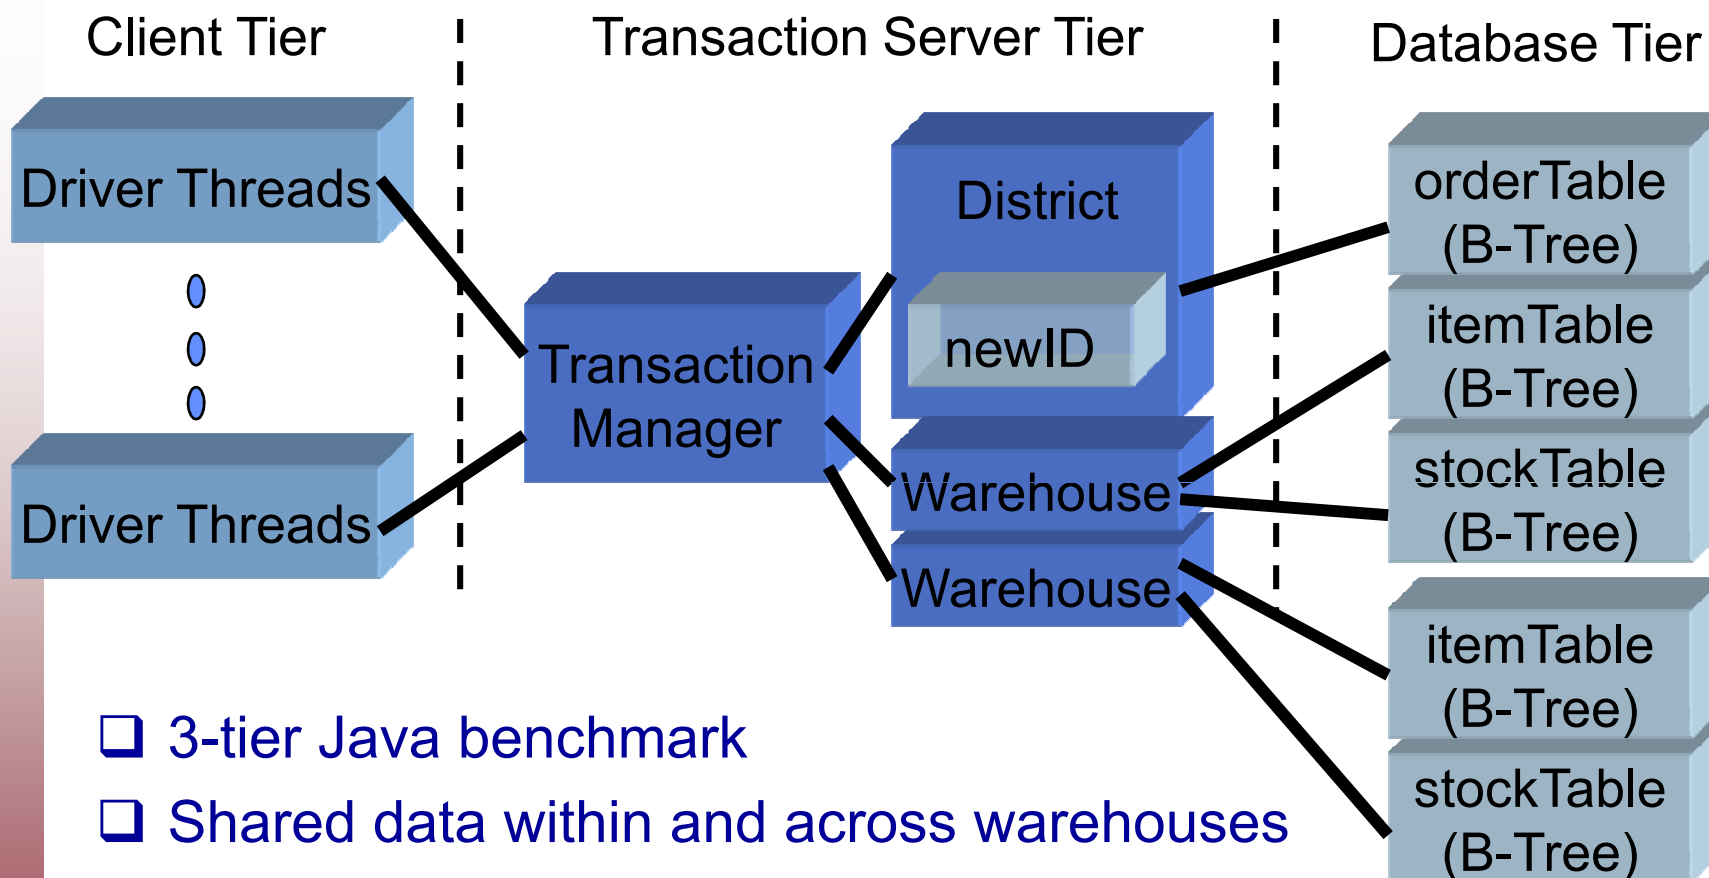 Client Tier
Transaction Server Tier
Database Tier
Driver Threads
Driver Threads
Transaction
Manager
District
newID
Warehouse
Warehouse
orderTable
(B-Tree)
itemTable
(B-Tree)
stockTable
(B-Tree)
itemTable
(B-Tree)
stockTable
(B-Tree)
3-tier Java benchmark
Shared data within and across warehouses